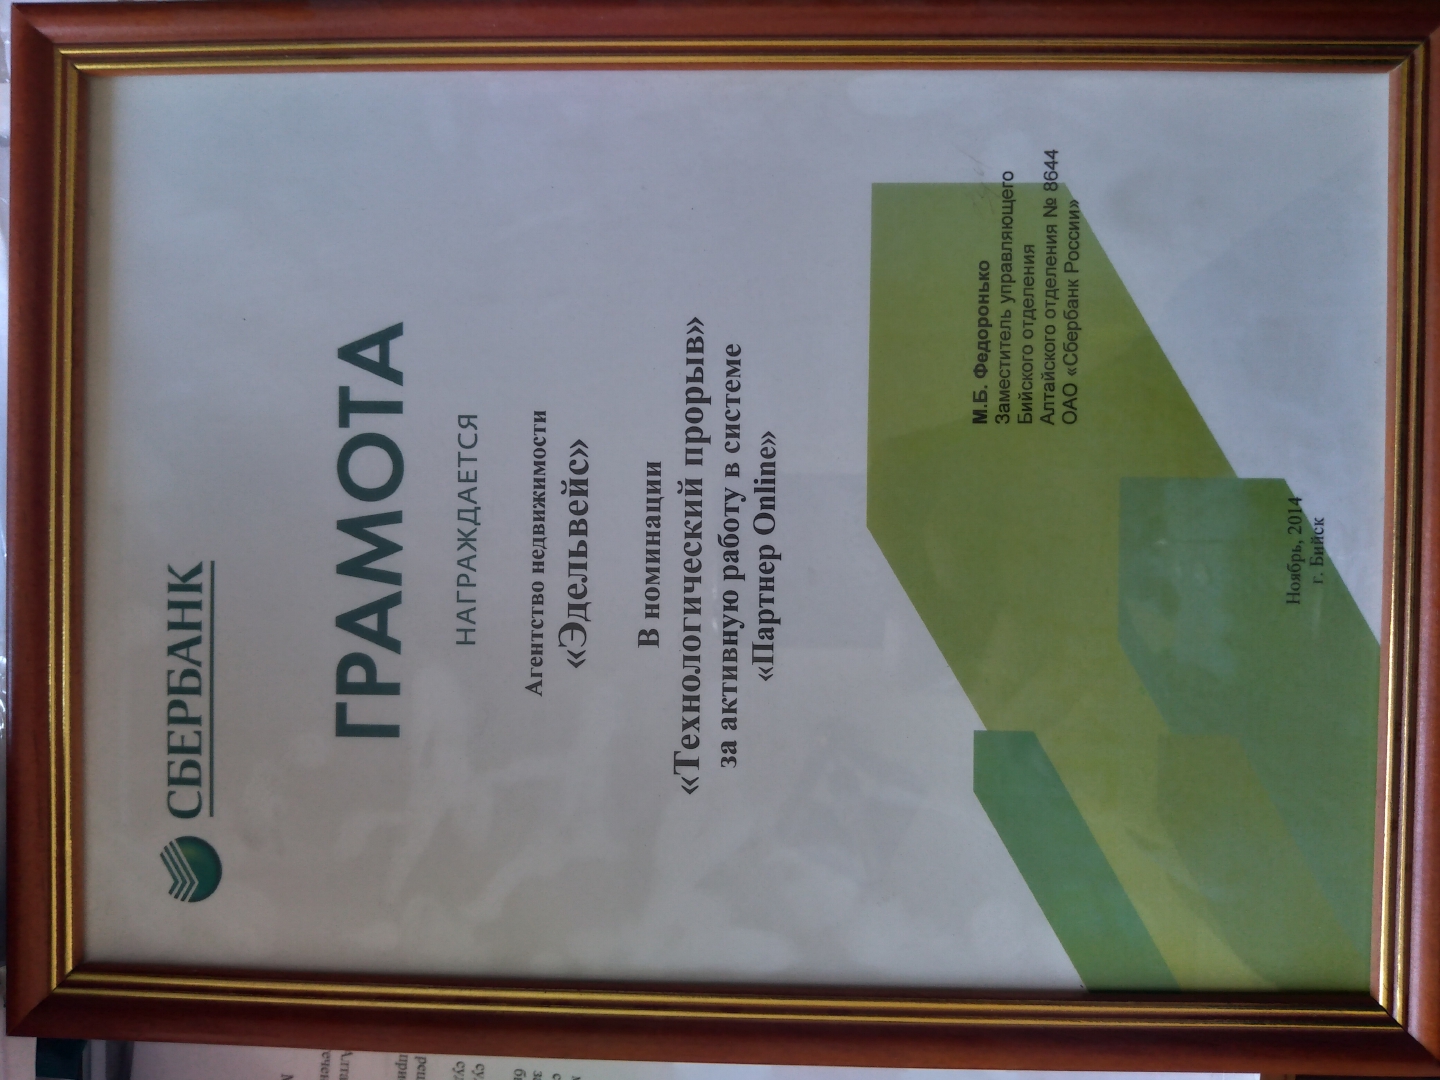 СБЕРБАНК
ГРАМОТА
НАГРАЖДАЕТСЯ
Агентство недвижимости
«Эдельвейс»
В номинации
«Технологический прорыв»
за активную работу в системе
«Партнер Online»
М.Б. Федоронько
Заместитель управляющего
Бийского отделения
Алтайского отделения № 8644
ОАО «Сбербанк России»
Ноябрь, 2014
г. Бийск